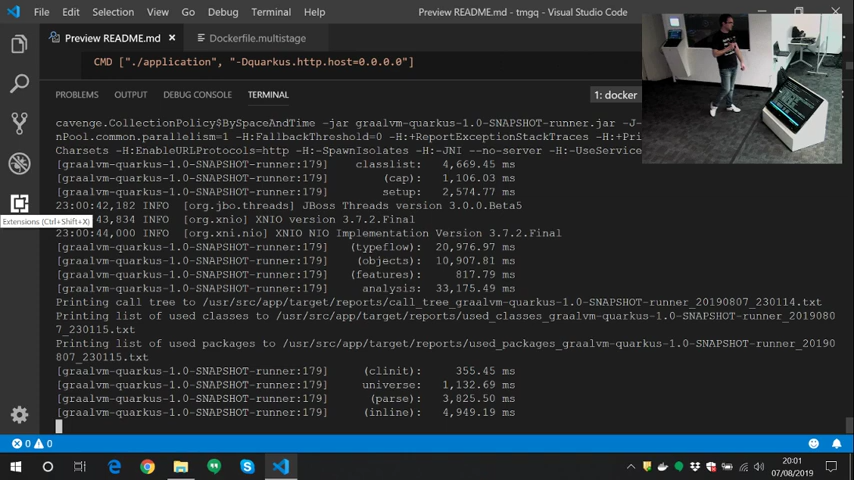 File Edit Selection View Go Debug Terminal Help Preview README.md - tmgq - Visual Studio Code
Preview README.md Dockerfile.multistage
CMD ["./application", "-Dquarkus.http.host=0.0.0.0"]
PROBLEMS OUTPUT DEBUG CONSOLE TERMINAL 1: docker
cavenge.CollectionPolicy$BySpaceAndTime -jar graalvm-quarkus-1.0-SNAPSHOT-runner.jar -J-
nPool.common.parallelism=1 -H:FallbackThreshold=0 -H:+ReportExceptionStackTraces -H:+Pri
Charsets -H:EnableURLProtocols=http -H:-SpawnIsolates -H:-JNI --no-server -H:-UseService
[graalvm-quarkus-1.0-SNAPSHOT-runner:179] classlist: 4,669.45 ms
[graalvm-quarkus-1.0-SNAPSHOT-runner:179] (cap): 1,106.03 ms
[graalvm-quarkus-1.0-SNAPSHOT-runner:179] setup: 2,574.77 ms
23:00:42,182 INFO [org.jbo.threads] JBoss Threads version 3.0.0.Beta5
Extensions (Ctrl+Shift+X)
43,834 INFO [org.xnio] XNIO version 3.7.2.Final
23:00:44,000 INFO [org.xni.nio] XNIO NIO Implementation Version 3.7.2.Final
[graalvm-quarkus-1.0-SNAPSHOT-runner:179] (typeflow): 20,976.97 ms
[graalvm-quarkus-1.0-SNAPSHOT-runner:179] (objects): 10,907.81 ms
[graalvm-quarkus-1.0-SNAPSHOT-runner:179] (features): 817.79 ms
[graalvm-quarkus-1.0-SNAPSHOT-runner:179] analysis: 33,175.49 ms
Printing call tree to /usr/src/app/target/reports/call_tree_graalvm-quarkus-1.0-SNAPSHOT-runner_20190807_230114.txt
Printing list of used classes to /usr/src/app/target/reports/used_classes_graalvm-quarkus-1.0-SNAPSHOT-runner_2019080
7_230115.txt
Printing list of used packages to /usr/src/app/target/reports/used_packages_graalvm-quarkus-1.0-SNAPSHOT-runner_20190
807_230115.txt
[graalvm-quarkus-1.0-SNAPSHOT-runner:179] (clinit): 355.45 ms
[graalvm-quarkus-1.0-SNAPSHOT-runner:179] universe: 1,132.69 ms
[graalvm-quarkus-1.0-SNAPSHOT-runner:179] (parse): 3,825.50 ms
[graalvm-quarkus-1.0-SNAPSHOT-runner:179] (inline): 4,949.19 ms
0 0
20:01
07/08/2019